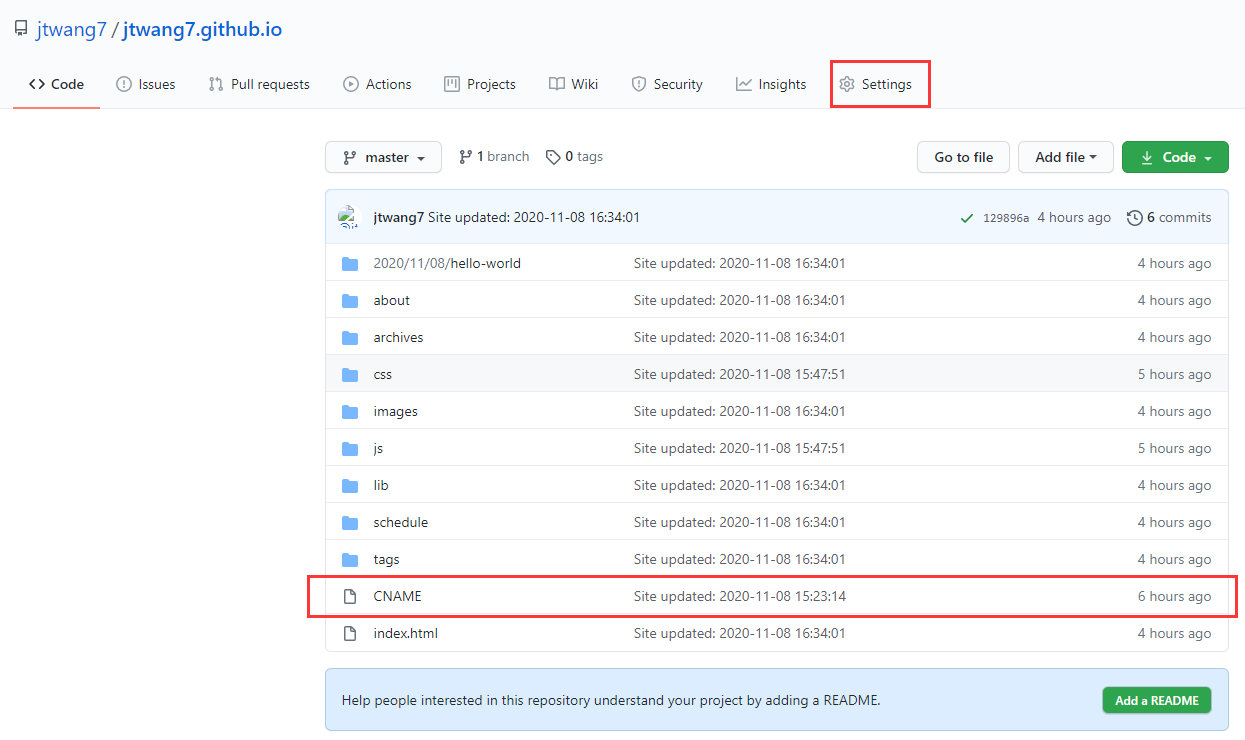 jtwang7 / jtwang7.github.io
Code Issues Pull requests Actions Projects Wiki Security Insights Settings
master 1 branch 0 tags Go to file Add file Code
jtwang7 Site updated: 2020-11-08 16:34:01 129896a 4 hours ago 6 commits
2020/11/08/hello-world Site updated: 2020-11-08 16:34:01 4 hours ago
about Site updated: 2020-11-08 16:34:01 4 hours ago
archives Site updated: 2020-11-08 16:34:01 4 hours ago
css Site updated: 2020-11-08 15:47:51 5 hours ago
images Site updated: 2020-11-08 16:34:01 4 hours ago
js Site updated: 2020-11-08 15:47:51 5 hours ago
lib Site updated: 2020-11-08 16:34:01 4 hours ago
schedule Site updated: 2020-11-08 16:34:01 4 hours ago
tags Site updated: 2020-11-08 16:34:01 4 hours ago
CNAME Site updated: 2020-11-08 15:23:14 6 hours ago
index.html Site updated: 2020-11-08 16:34:01 4 hours ago
Help people interested in this repository understand your project by adding a README. Add a README